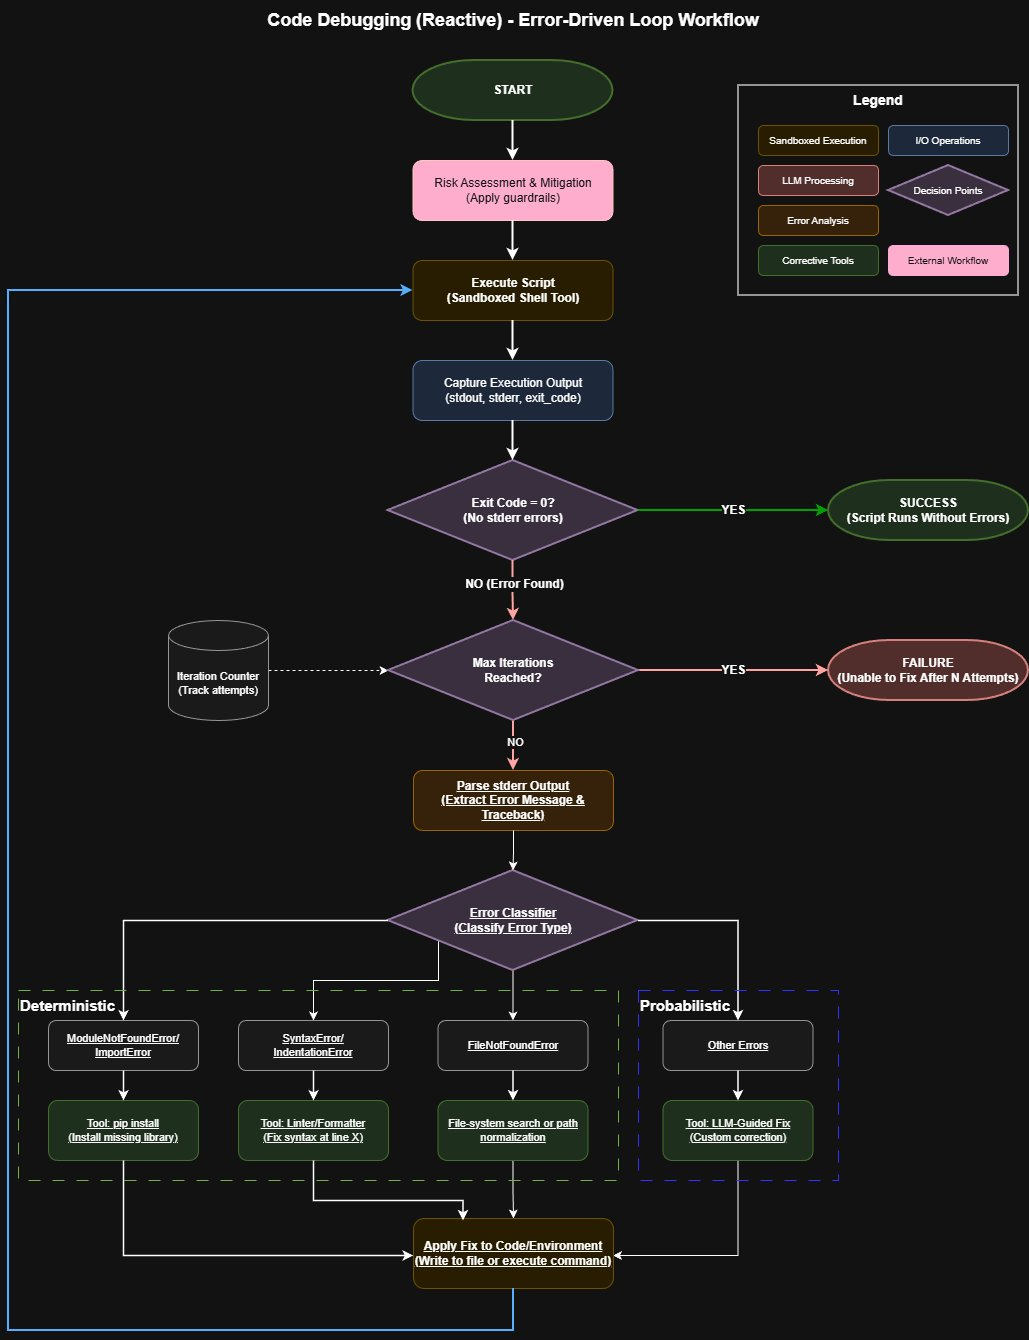 Code Debugging (Reactive) - Error-Driven Loop Workflow
START
Legend
Sandboxed Execution
I/O Operations
LLM Processing
Decision Points
Error Analysis
Corrective Tools
External Workflow
Risk Assessment & Mitigation
(Apply guardrails)
Execute Script
(Sandboxed Shell Tool)
Capture Execution Output
(stdout, stderr, exit_code)
Exit Code = 0?
(No stderr errors)
YES
SUCCESS
(Script Runs Without Errors)
NO (Error Found)
Iteration Counter
(Track attempts)
Max Iterations
Reached?
YES
FAILURE
(Unable to Fix After N Attempts)
NO
Parse stderr Output
(Extract Error Message &
Traceback)
Error Classifier
(Classify Error Type)
Deterministic
Probabilistic
ModuleNotFoundError/
ImportError
SyntaxError/
IndentationError
FileNotFoundError
Other Errors
Tool: pip install
(Install missing library)
Tool: Linter/Formatter
(Fix syntax at line X)
File-system search or path
normalization
Tool: LLM-Guided Fix
(Custom correction)
Apply Fix to Code/Environment
(Write to file or execute command)